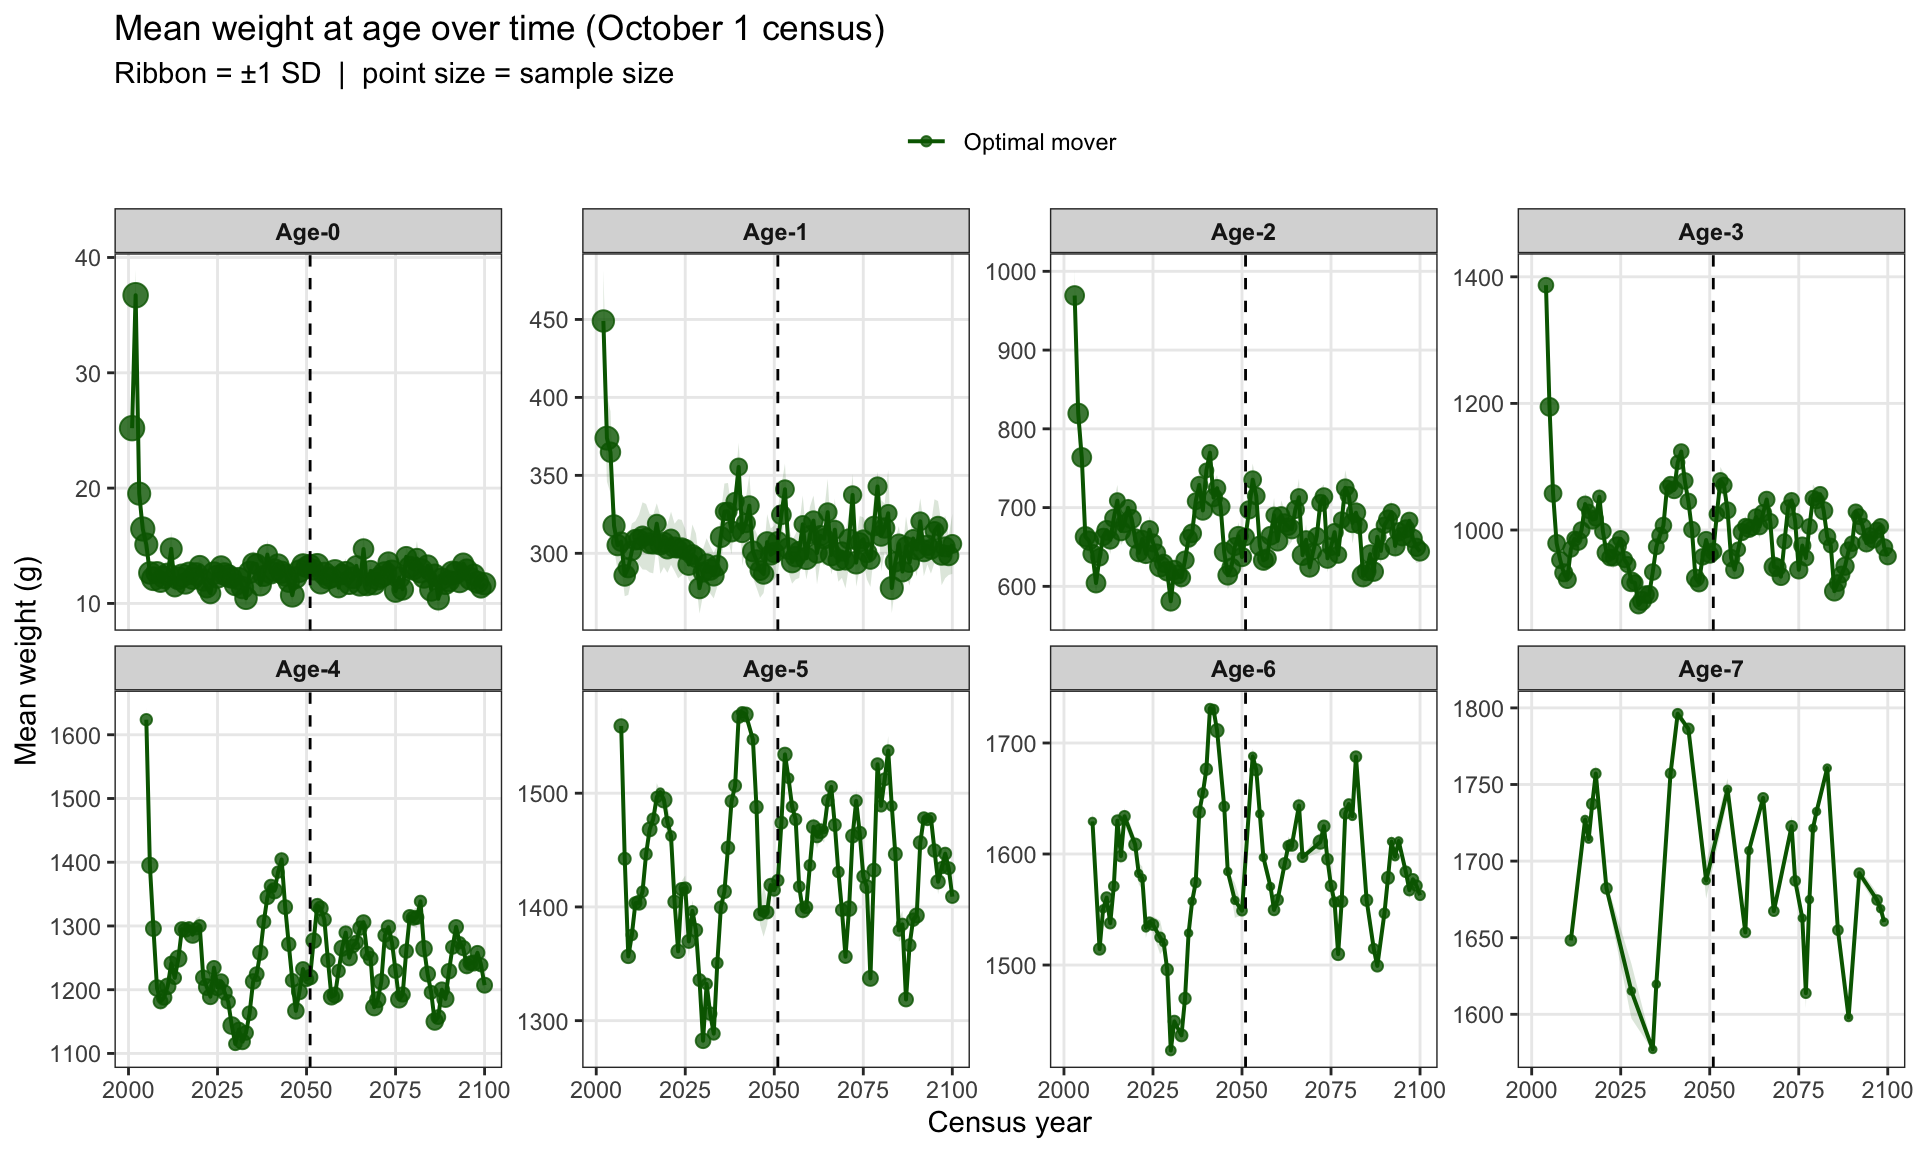 Mean weight at age over time (October 1 census)
Ribbon = ±1 SD | point size = sample size
Optimal mover
Age-0
Age-1
Age-2
Age-3
40
30
20
10
450
400
350
300
1000
900
800
700
600
1400
1200
1000
Age-4
Age-5
Age-6
Age-7
1600
1500
1400
1300
1200
1100
1500
1400
1300
1700
1600
1500
1800
1750
1700
1650
1600
2000 2025 2050 2075 2100
2000 2025 2050 2075 2100
2000 2025 2050 2075 2100
2000 2025 2050 2075 2100
Mean weight (g)
Census year